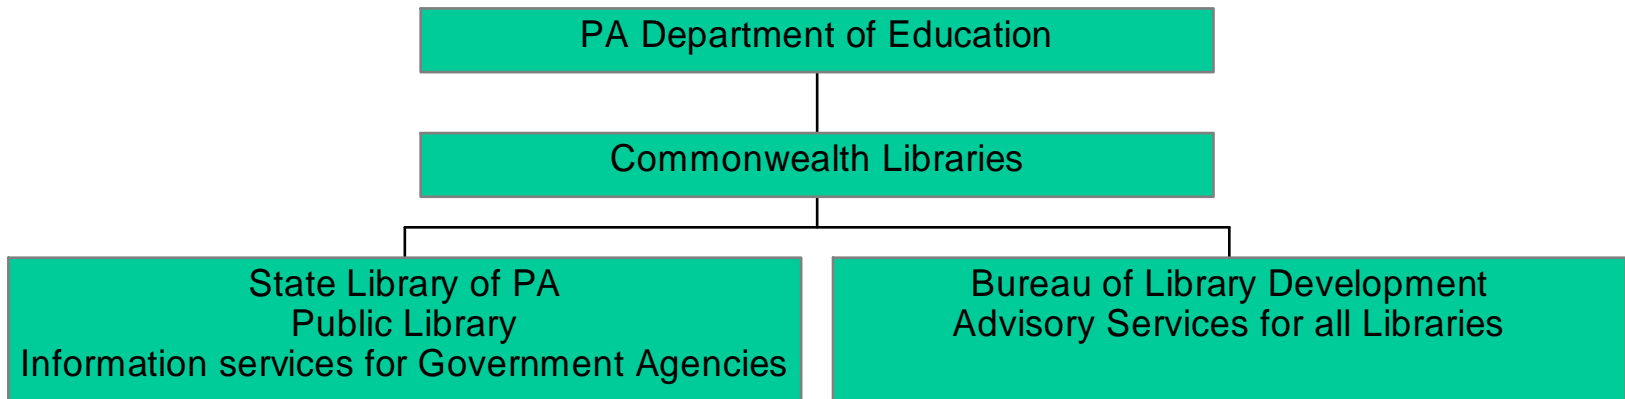 PA Department of Education
Commonwealth Libraries
State Library of PA
Public Library
Information services for Government Agencies
Bureau of Library Development
Advisory Services for all Libraries